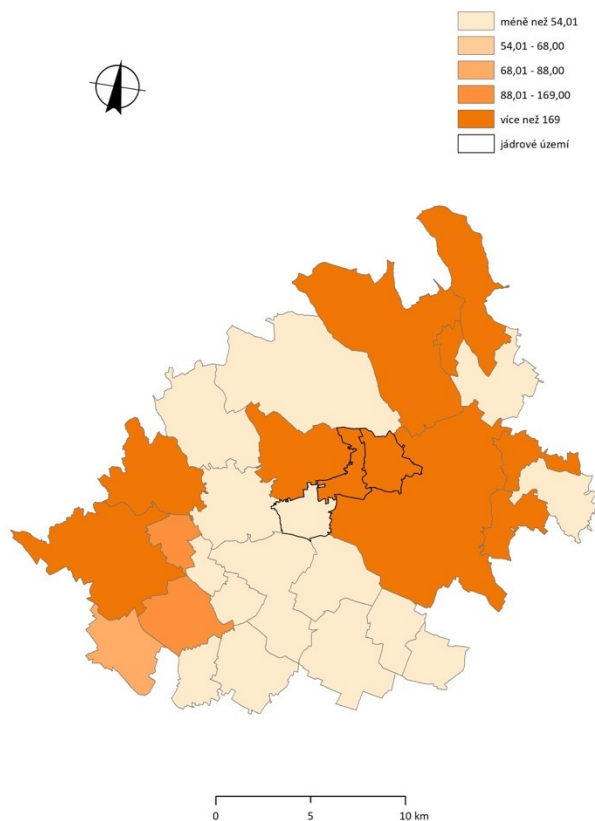 méně než 54,01
54,01 - 68,00
68,01 - 88,00
88,01 - 169,00
více než 169
jádrové území
0 5 10 km